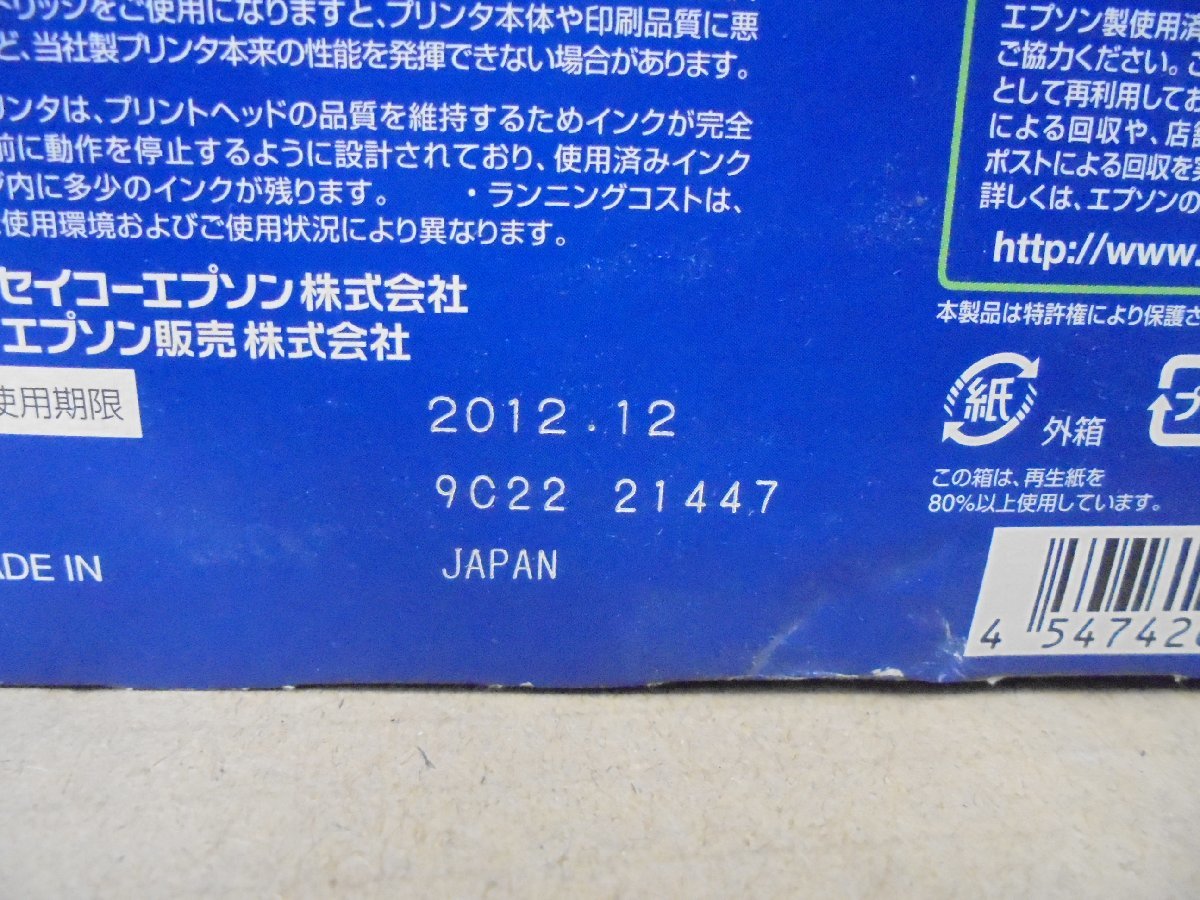 リッジをご使用になりますと、プリンタ本体や印刷品質に悪
ど、当社製プリンタ本来の性能を発揮できない場合があります。
リンタは、プリントヘッドの品質を維持するためインクが完全
前に動作を停止するように設計されており、使用済みインク
ジ内に多少のインクが残ります。 ・ランニングコストは、
使用環境およびご使用状況により異なります。
セイコーエプソン株式会社
エプソン販売株式会社
使用期限
2012.12
9C22 21447
ADE IN
JAPAN
エプソン製使用済
ご協力ください。こ
として再利用してお
による回収や、店舗
ポストによる回収を実
詳しくは、エプソンの
http://www.
本製品は特許権により保護さ
紙
外箱
この箱は、再生紙を
80%以上使用しています。
4 547420